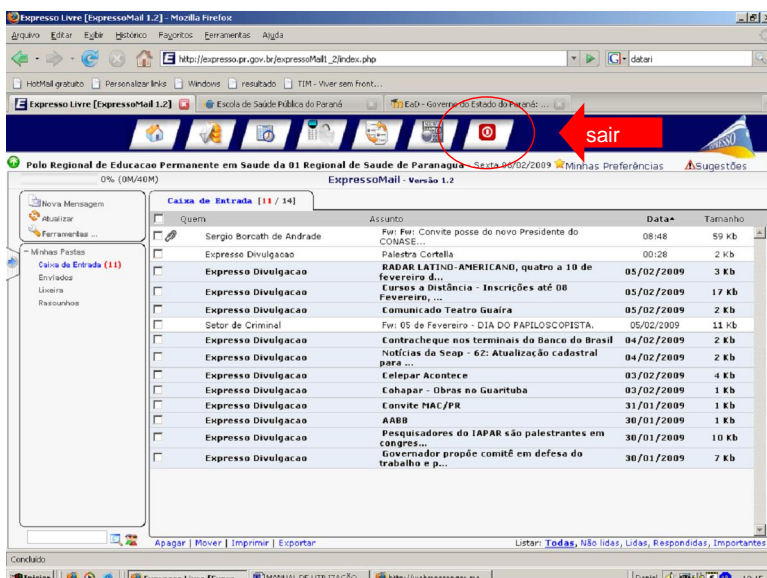 Expresso Livre [ExpressoMail 1.2] - Mozilla Firefox
Arquivo Editar Exibir Histórico Favoritos Ferramentas Ajuda
http://expresso.pr.gov.br/expressoMail1_2/index.php
datari
HotMail gratuito Personalizar links Windows resultado TIM - Viver sem front...
Expresso Livre [ExpressoMail 1.2] Escola de Saúde Pública do Paraná EaD - Governo do Estado do Paraná: ...
sair
Polo Regional de Educacao Permanente em Saude da 01 Regional de Saude de Paranagua - Sexta 06/02/2009 Minhas Preferências Sugestões
0% (0M/40M) ExpressoMail - Versão 1.2
Nova Mensagem
Atualizar
Ferramentas ...
Minhas Pastas
Caixa de Entrada (11)
Enviados
Lixeira
Rascunhos
Caixa de Entrada [11 / 14]
Quem Assunto Data Tamanho
Sergio Borcath de Andrade Fw: Fw: Convite posse do novo Presidente do CONASE... 08:48 59 Kb
Expresso Divulgacao Palestra Cortella 00:28 2 Kb
Expresso Divulgacao RADAR LATINO-AMERICANO, quatro a 10 de fevereiro d... 05/02/2009 3 Kb
Expresso Divulgacao Cursos a Distância - Inscrições até 08 Fevereiro, ... 05/02/2009 17 Kb
Expresso Divulgacao Comunicado Teatro Guaíra 05/02/2009 2 Kb
Setor de Criminal Fw: 05 de Fevereiro - DIA DO PAPILOSCOPISTA. 05/02/2009 11 Kb
Expresso Divulgacao Contracheque nos terminais do Banco do Brasil 04/02/2009 2 Kb
Expresso Divulgacao Notícias da Seap - 62: Atualização cadastral para ... 04/02/2009 2 Kb
Expresso Divulgacao Celepar Acontece 03/02/2009 4 Kb
Expresso Divulgacao Cohapar - Obras no Guarituba 03/02/2009 1 Kb
Expresso Divulgacao Convite MAC/PR 31/01/2009 1 Kb
Expresso Divulgacao AABB 30/01/2009 1 Kb
Expresso Divulgacao Pesquisadores do IAPAR são palestrantes em congres... 30/01/2009 10 Kb
Expresso Divulgacao Governador propõe comitê em defesa do trabalho e p... 30/01/2009 7 Kb
Apagar | Mover | Imprimir | Exportar Listar: Todas, Não lidas, Lidas, Respondidas, Importantes
Concluído